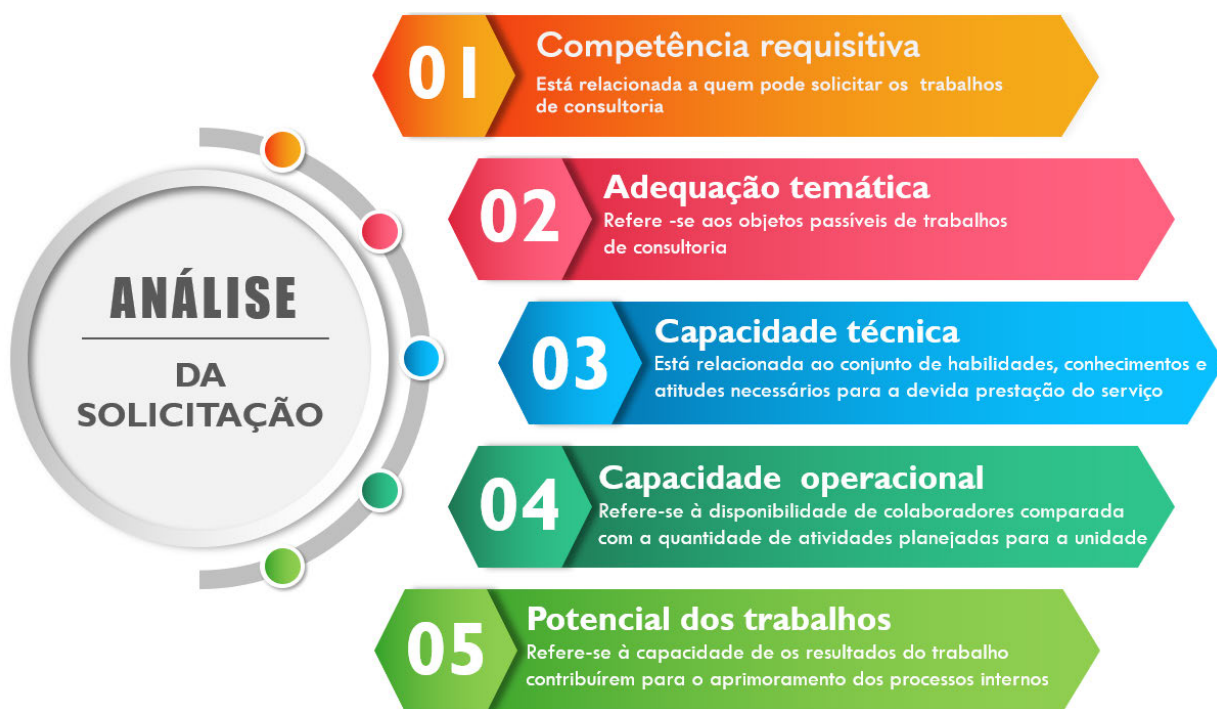 ANÁLISE
DA
SOLICITAÇÃO
01
Competência requisitiva
Está relacionada a quem pode solicitar os trabalhos
de consultoria
02
Adequação temática
Refere -se aos objetos passíveis de trabalhos
de consultoria
03
Capacidade técnica
Está relacionada ao conjunto de habilidades, conhecimentos e
atitudes necessários para a devida prestação do serviço
04
Capacidade operacional
Refere-se à disponibilidade de colaboradores comparada
com a quantidade de atividades planejadas para a unidade
05
Potencial dos trabalhos
Refere-se à capacidade de os resultados do trabalho
contribuírem para o aprimoramento dos processos internos